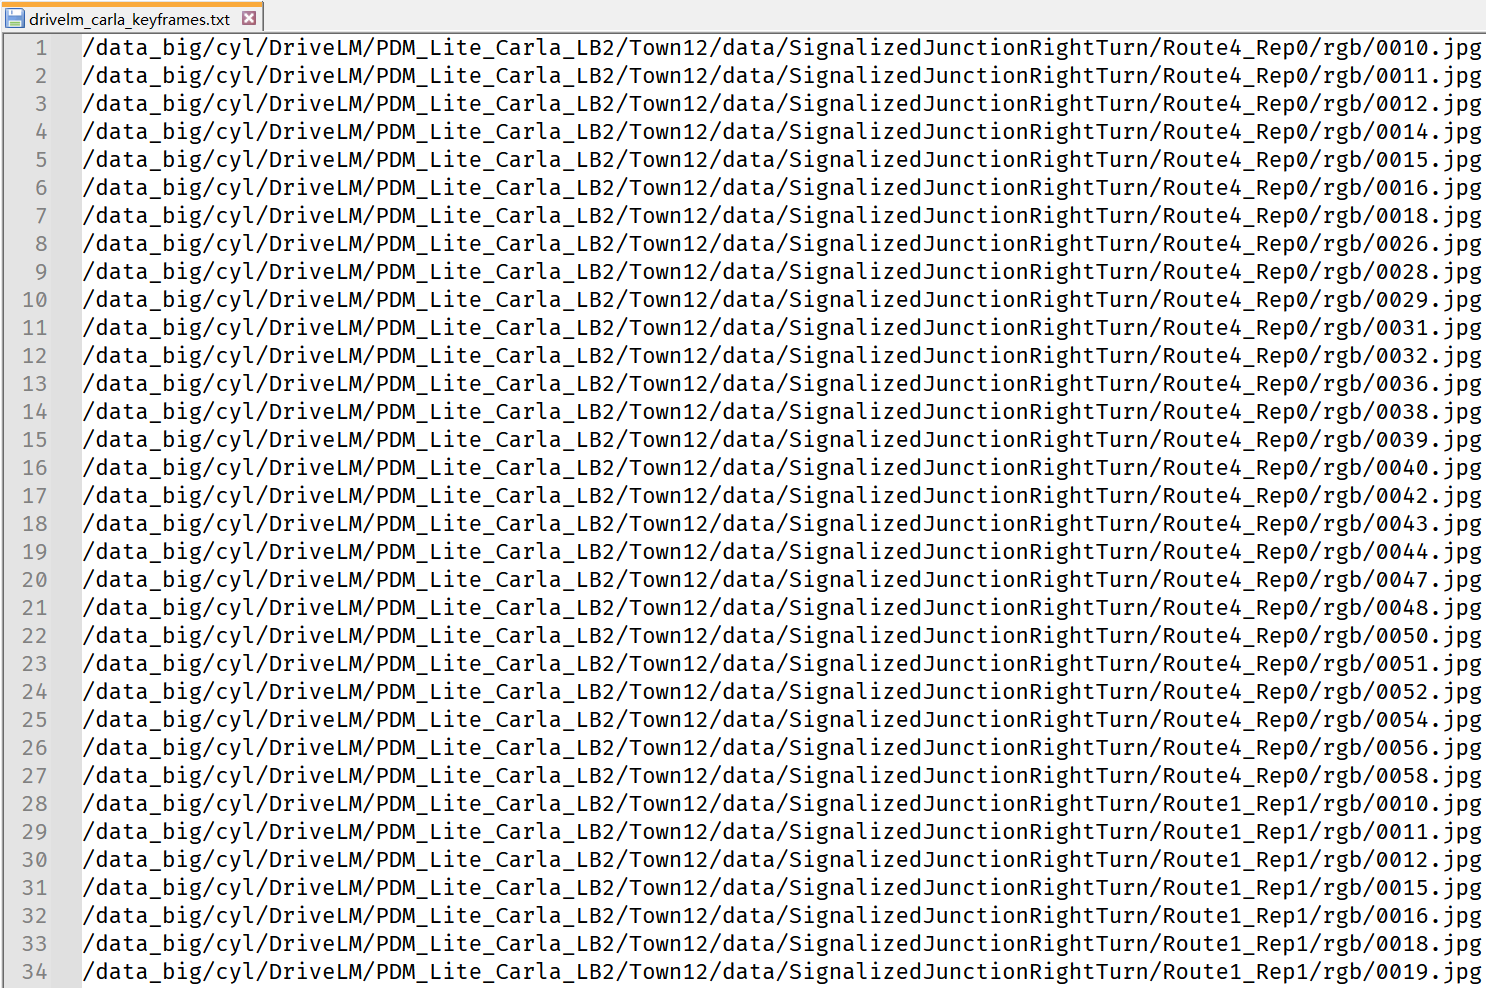 drivelm_carla_keyframes.txt
1 /data_big/cyl/DriveLM/PDM_Lite_Carla_LB2/Town12/data/SignalizedJunctionRightTurn/Route4_Rep0/rgb/0010.jpg
2 /data_big/cyl/DriveLM/PDM_Lite_Carla_LB2/Town12/data/SignalizedJunctionRightTurn/Route4_Rep0/rgb/0011.jpg
3 /data_big/cyl/DriveLM/PDM_Lite_Carla_LB2/Town12/data/SignalizedJunctionRightTurn/Route4_Rep0/rgb/0012.jpg
4 /data_big/cyl/DriveLM/PDM_Lite_Carla_LB2/Town12/data/SignalizedJunctionRightTurn/Route4_Rep0/rgb/0014.jpg
5 /data_big/cyl/DriveLM/PDM_Lite_Carla_LB2/Town12/data/SignalizedJunctionRightTurn/Route4_Rep0/rgb/0015.jpg
6 /data_big/cyl/DriveLM/PDM_Lite_Carla_LB2/Town12/data/SignalizedJunctionRightTurn/Route4_Rep0/rgb/0016.jpg
7 /data_big/cyl/DriveLM/PDM_Lite_Carla_LB2/Town12/data/SignalizedJunctionRightTurn/Route4_Rep0/rgb/0018.jpg
8 /data_big/cyl/DriveLM/PDM_Lite_Carla_LB2/Town12/data/SignalizedJunctionRightTurn/Route4_Rep0/rgb/0026.jpg
9 /data_big/cyl/DriveLM/PDM_Lite_Carla_LB2/Town12/data/SignalizedJunctionRightTurn/Route4_Rep0/rgb/0028.jpg
10 /data_big/cyl/DriveLM/PDM_Lite_Carla_LB2/Town12/data/SignalizedJunctionRightTurn/Route4_Rep0/rgb/0029.jpg
11 /data_big/cyl/DriveLM/PDM_Lite_Carla_LB2/Town12/data/SignalizedJunctionRightTurn/Route4_Rep0/rgb/0031.jpg
12 /data_big/cyl/DriveLM/PDM_Lite_Carla_LB2/Town12/data/SignalizedJunctionRightTurn/Route4_Rep0/rgb/0032.jpg
13 /data_big/cyl/DriveLM/PDM_Lite_Carla_LB2/Town12/data/SignalizedJunctionRightTurn/Route4_Rep0/rgb/0036.jpg
14 /data_big/cyl/DriveLM/PDM_Lite_Carla_LB2/Town12/data/SignalizedJunctionRightTurn/Route4_Rep0/rgb/0038.jpg
15 /data_big/cyl/DriveLM/PDM_Lite_Carla_LB2/Town12/data/SignalizedJunctionRightTurn/Route4_Rep0/rgb/0039.jpg
16 /data_big/cyl/DriveLM/PDM_Lite_Carla_LB2/Town12/data/SignalizedJunctionRightTurn/Route4_Rep0/rgb/0040.jpg
17 /data_big/cyl/DriveLM/PDM_Lite_Carla_LB2/Town12/data/SignalizedJunctionRightTurn/Route4_Rep0/rgb/0042.jpg
18 /data_big/cyl/DriveLM/PDM_Lite_Carla_LB2/Town12/data/SignalizedJunctionRightTurn/Route4_Rep0/rgb/0043.jpg
19 /data_big/cyl/DriveLM/PDM_Lite_Carla_LB2/Town12/data/SignalizedJunctionRightTurn/Route4_Rep0/rgb/0044.jpg
20 /data_big/cyl/DriveLM/PDM_Lite_Carla_LB2/Town12/data/SignalizedJunctionRightTurn/Route4_Rep0/rgb/0047.jpg
21 /data_big/cyl/DriveLM/PDM_Lite_Carla_LB2/Town12/data/SignalizedJunctionRightTurn/Route4_Rep0/rgb/0048.jpg
22 /data_big/cyl/DriveLM/PDM_Lite_Carla_LB2/Town12/data/SignalizedJunctionRightTurn/Route4_Rep0/rgb/0050.jpg
23 /data_big/cyl/DriveLM/PDM_Lite_Carla_LB2/Town12/data/SignalizedJunctionRightTurn/Route4_Rep0/rgb/0051.jpg
24 /data_big/cyl/DriveLM/PDM_Lite_Carla_LB2/Town12/data/SignalizedJunctionRightTurn/Route4_Rep0/rgb/0052.jpg
25 /data_big/cyl/DriveLM/PDM_Lite_Carla_LB2/Town12/data/SignalizedJunctionRightTurn/Route4_Rep0/rgb/0054.jpg
26 /data_big/cyl/DriveLM/PDM_Lite_Carla_LB2/Town12/data/SignalizedJunctionRightTurn/Route4_Rep0/rgb/0056.jpg
27 /data_big/cyl/DriveLM/PDM_Lite_Carla_LB2/Town12/data/SignalizedJunctionRightTurn/Route4_Rep0/rgb/0058.jpg
28 /data_big/cyl/DriveLM/PDM_Lite_Carla_LB2/Town12/data/SignalizedJunctionRightTurn/Route1_Rep1/rgb/0010.jpg
29 /data_big/cyl/DriveLM/PDM_Lite_Carla_LB2/Town12/data/SignalizedJunctionRightTurn/Route1_Rep1/rgb/0011.jpg
30 /data_big/cyl/DriveLM/PDM_Lite_Carla_LB2/Town12/data/SignalizedJunctionRightTurn/Route1_Rep1/rgb/0012.jpg
31 /data_big/cyl/DriveLM/PDM_Lite_Carla_LB2/Town12/data/SignalizedJunctionRightTurn/Route1_Rep1/rgb/0015.jpg
32 /data_big/cyl/DriveLM/PDM_Lite_Carla_LB2/Town12/data/SignalizedJunctionRightTurn/Route1_Rep1/rgb/0016.jpg
33 /data_big/cyl/DriveLM/PDM_Lite_Carla_LB2/Town12/data/SignalizedJunctionRightTurn/Route1_Rep1/rgb/0018.jpg
34 /data_big/cyl/DriveLM/PDM_Lite_Carla_LB2/Town12/data/SignalizedJunctionRightTurn/Route1_Rep1/rgb/0019.jpg